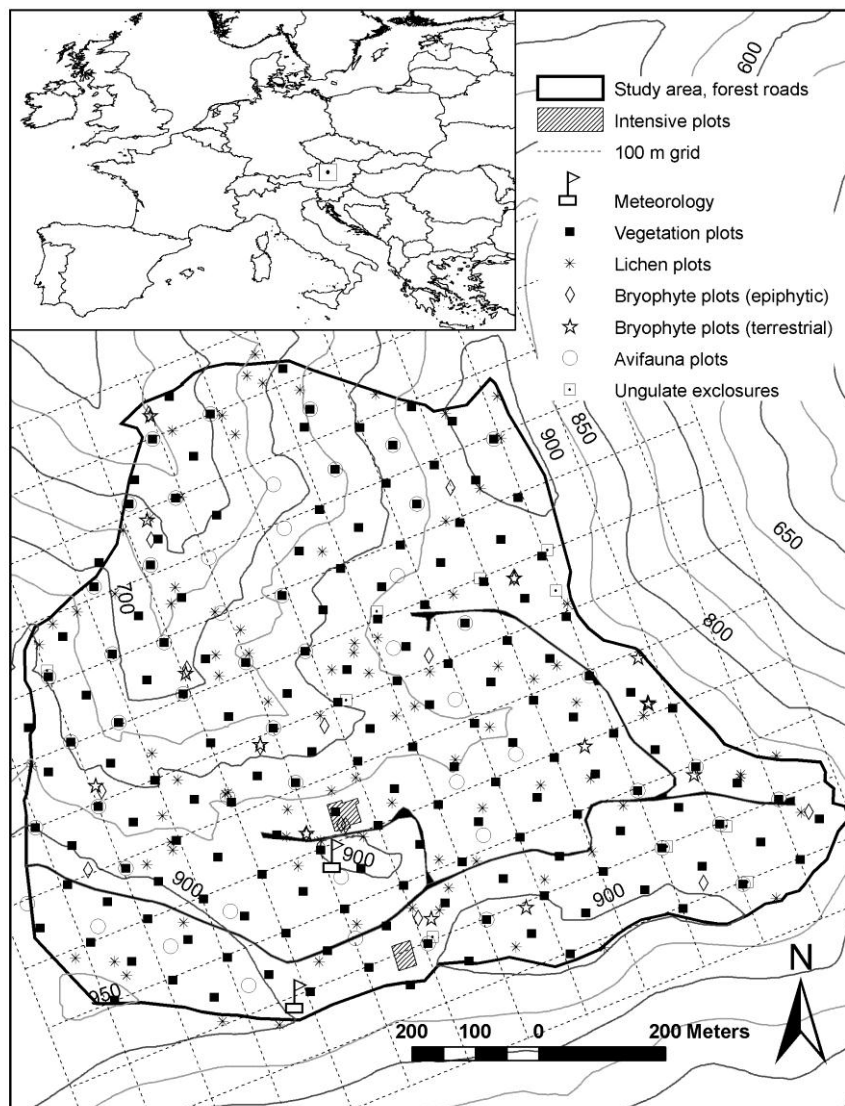 600
Study area, forest roads
Intensive plots
100 m grid
Meteorology
Vegetation plots
Lichen plots
Bryophyte plots (epiphytic)
Bryophyte plots (terrestrial)
Avifauna plots
Ungulate exclosures
900
850
650
700
800
900
900
900
950
N
200 100 0 200 Meters